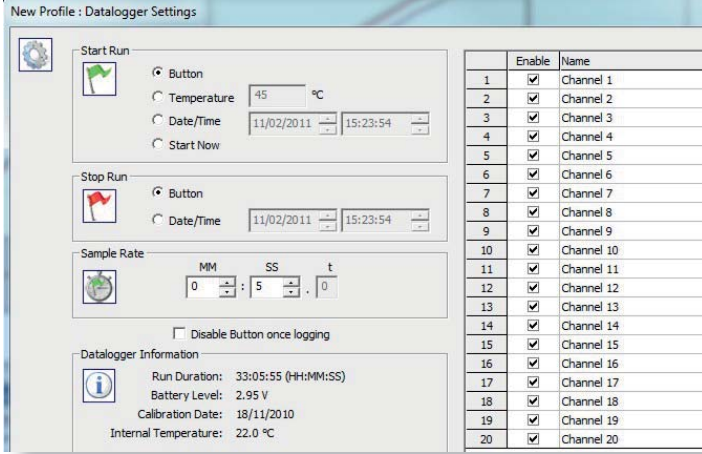 New Profile : Datalogger Settings
Start Run
Button
Temperature 45 ºC
Date/Time 11/02/2011 15:23:54
Start Now
Stop Run
Button
Date/Time 11/02/2011 15:23:54
Sample Rate
MM SS t
0 : 5 . 0
Disable Button once logging
Datalogger Information
Run Duration: 33:05:55 (HH:MM:SS)
Battery Level: 2.95 V
Calibration Date: 18/11/2010
Internal Temperature: 22.0 ºC
Enable Name
1 Channel 1
2 Channel 2
3 Channel 3
4 Channel 4
5 Channel 5
6 Channel 6
7 Channel 7
8 Channel 8
9 Channel 9
10 Channel 10
11 Channel 11
12 Channel 12
13 Channel 13
14 Channel 14
15 Channel 15
16 Channel 16
17 Channel 17
18 Channel 18
19 Channel 19
20 Channel 20